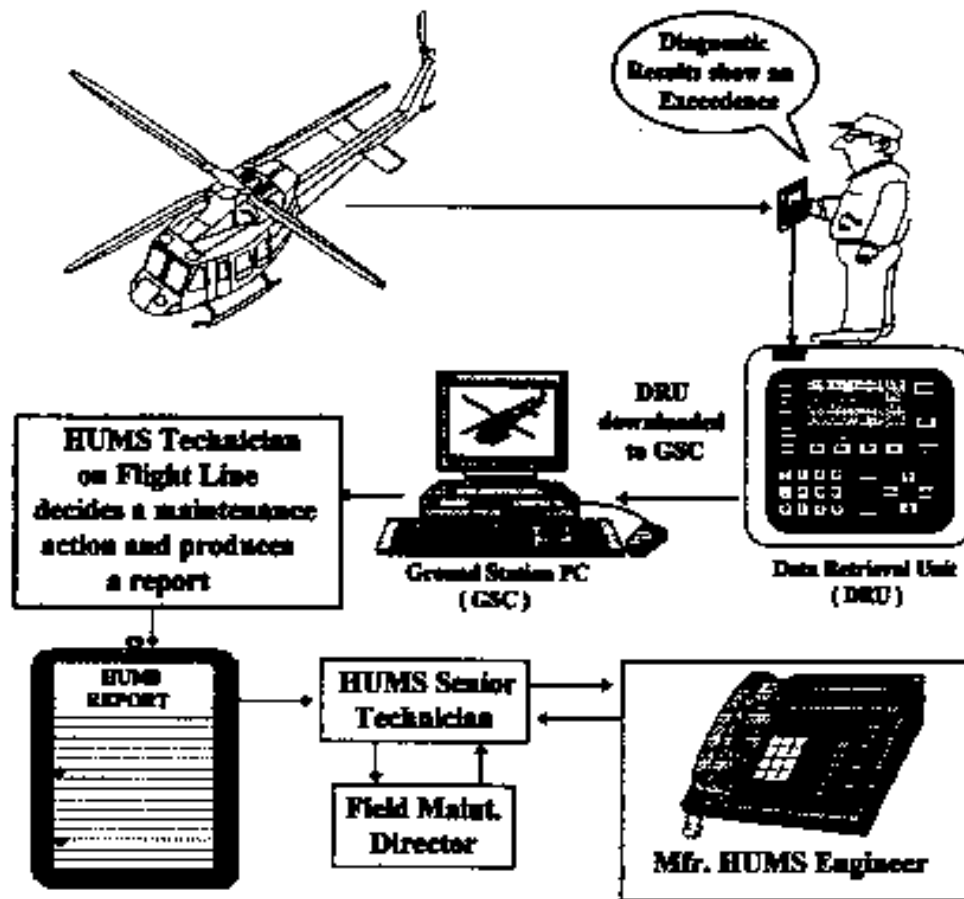 Diagnostic
Results show an
Exceedence
DRU
downloaded
to GSC
HUMS Technician
on Flight Line
decides a maintenance
action and produces
a report
Ground Station PC
( GSC )
Data Retrieval Unit
( DRU )
HUMS
REPORT
HUMS Senior
Technician
Field Maint.
Director
Mfr. HUMS Engineer